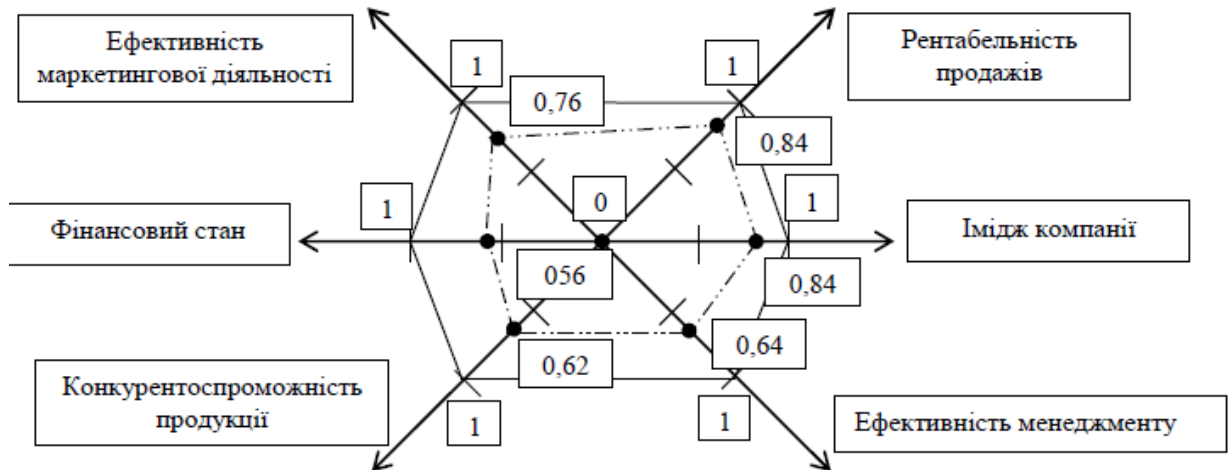 Ефективність
маркетингової діяльності
1
0,76
1
Рентабельність
продажів
0,84
Фінансовий стан
1
0
1
Імідж компанії
056
0,84
Конкурентоспроможність
продукції
1
0,62
0,64
1
Ефективність менеджменту